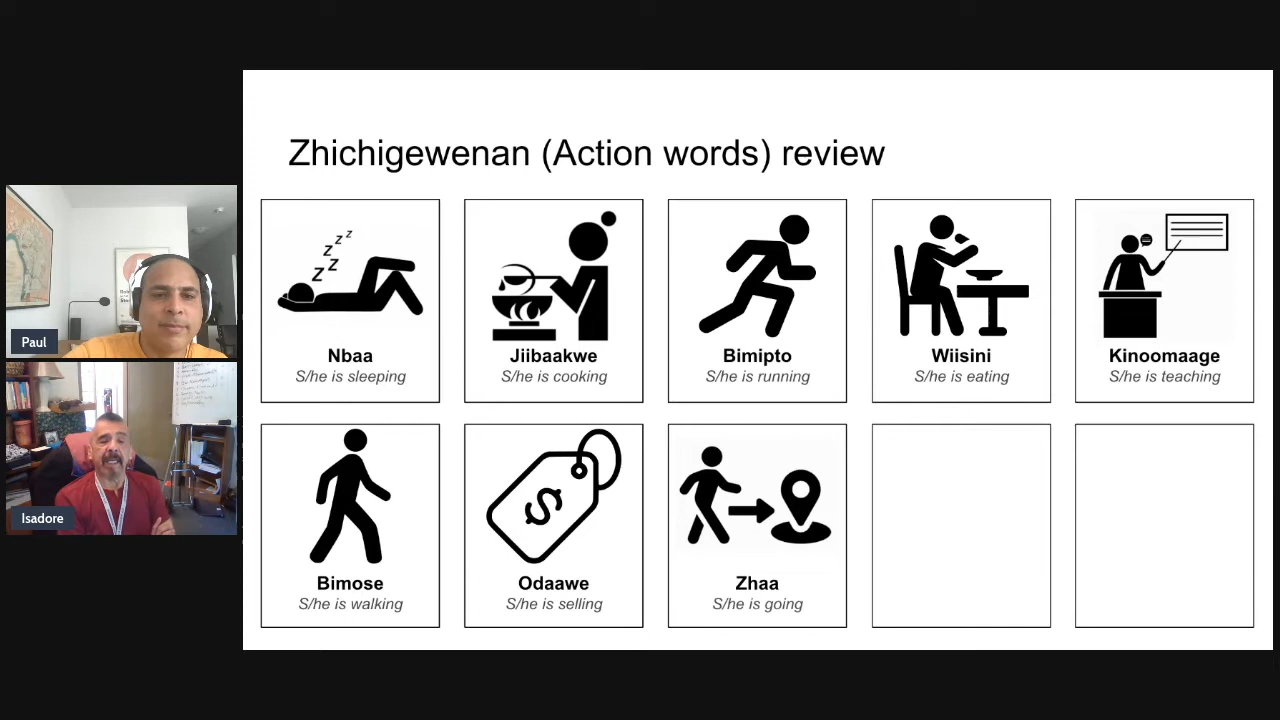 Zhichigewenan (Action words) review
z z z
z z
Nbaa
S/he is sleeping
Jiibaakwe
S/he is cooking
Bimipto
S/he is running
Wiisini
S/he is eating
Kinoomaage
S/he is teaching
$
Bimose
S/he is walking
Odaawe
S/he is selling
Zhaa
S/he is going
Paul
Isadore